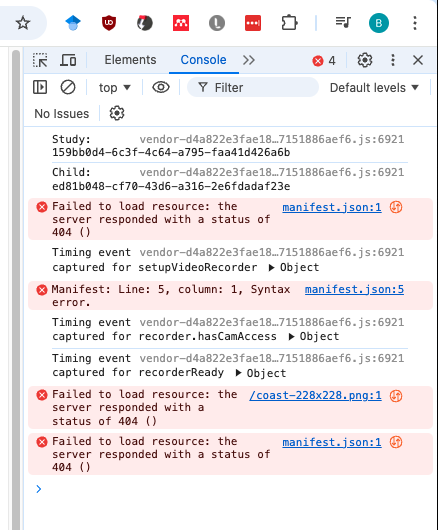 B
Elements Console 4
top Filter Default levels
No Issues
Study: vendor-d4a822e3fae18…7151886aef6.js:6921
159bb0d4-6c3f-4c64-a795-faa41d426a6b
Child: vendor-d4a822e3fae18…7151886aef6.js:6921
ed81b048-cf70-43d6-a316-2e6fdadaf23e
Failed to load resource: the manifest.json:1
server responded with a status of
404 ()
Timing event vendor-d4a822e3fae18…7151886aef6.js:6921
captured for setupVideoRecorder Object
Manifest: Line: 5, column: 1, Syntax manifest.json:5
error.
Timing event vendor-d4a822e3fae18…7151886aef6.js:6921
captured for recorder.hasCamAccess Object
Timing event vendor-d4a822e3fae18…7151886aef6.js:6921
captured for recorderReady Object
Failed to load resource: the /coast-228x228.png:1
server responded with a
status of 404 ()
Failed to load resource: the manifest.json:1
server responded with a status of
404 ()